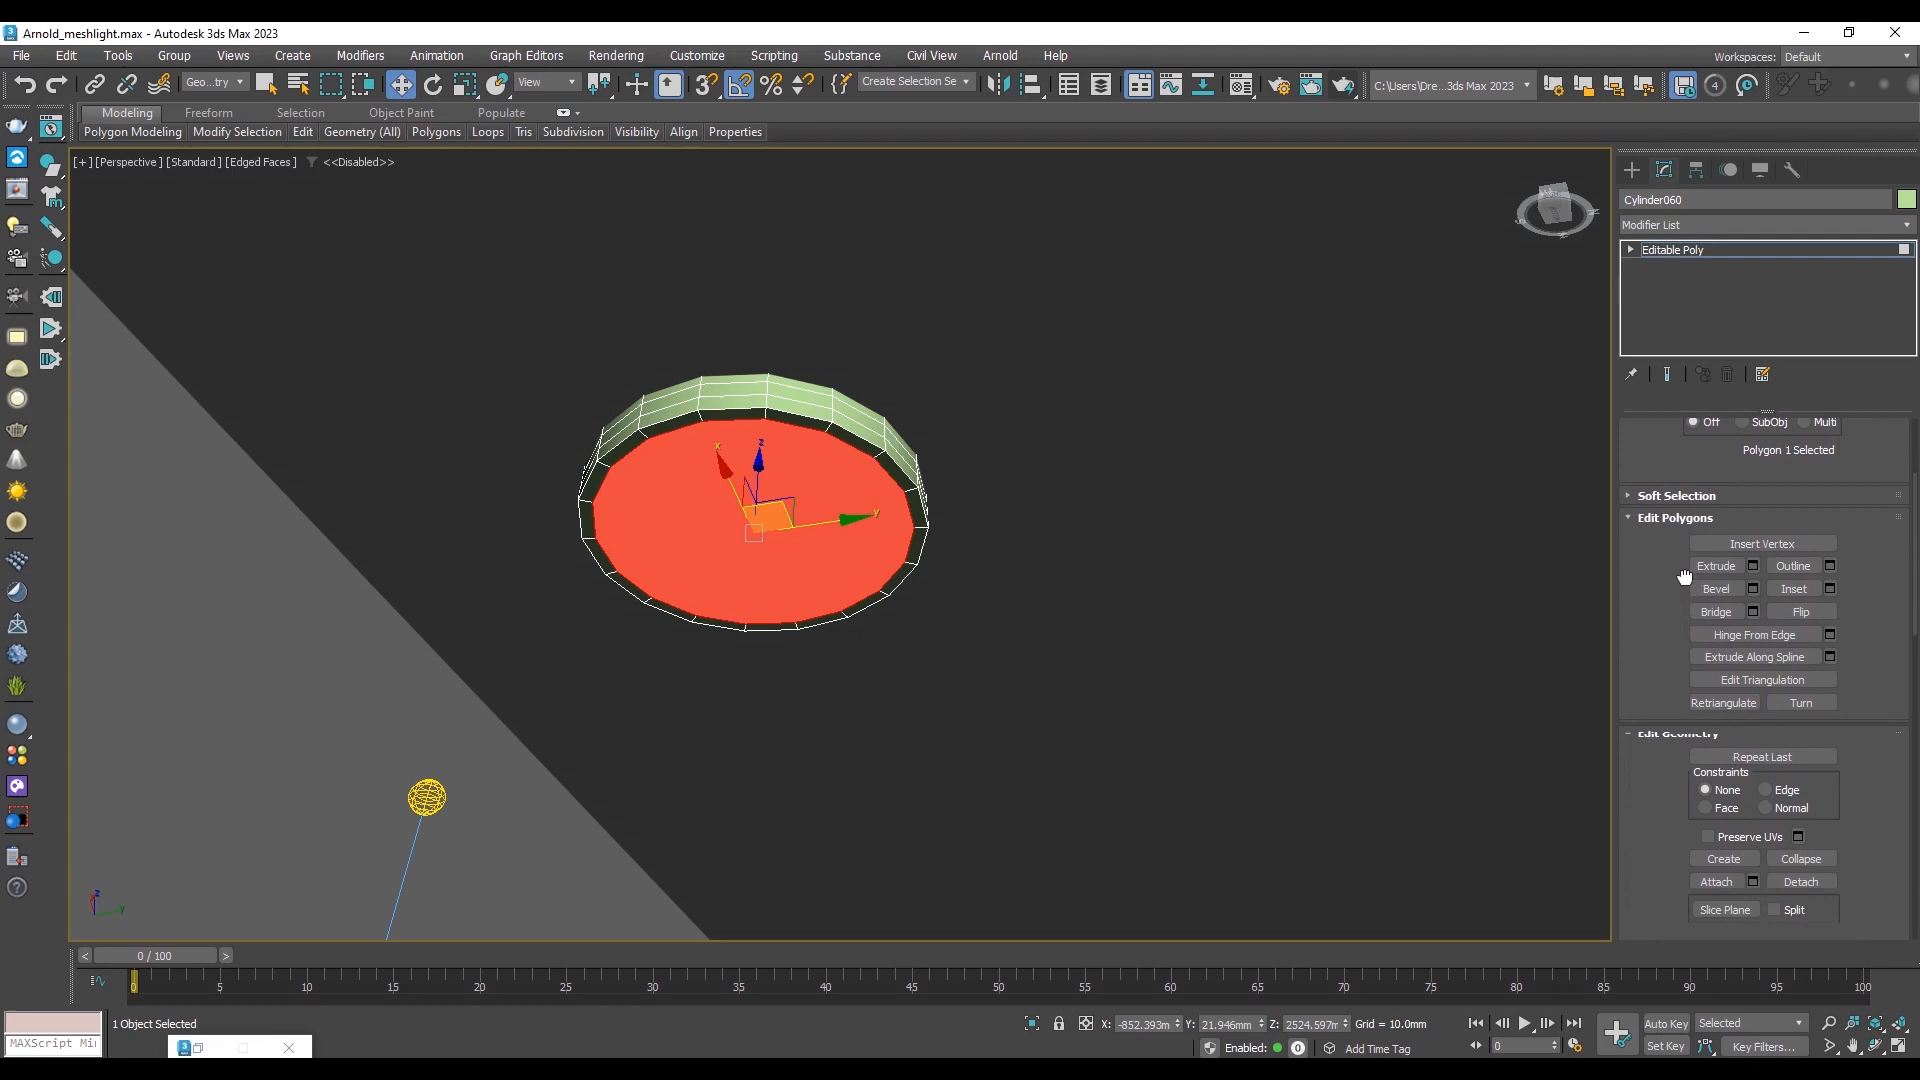 Arnold_meshlight.max - Autodesk 3ds Max 2023
File Edit Tools Group Views Create Modifiers Animation Graph Editors Rendering Customize Scripting Substance Civil View Arnold Help
Workspaces: Default
Geo...try View Create Selection Se C:\Users\Dre...3ds Max 2023 4
Modeling Freeform Selection Object Paint Populate
Polygon Modeling Modify Selection Edit Geometry (All) Polygons Loops Tris Subdivision Visibility Align Properties
[+] [Perspective] [Standard] [Edged Faces] <<Disabled>>
Cylinder060
Modifier List
Editable Poly
Off SubObj Multi
Polygon 1 Selected
Soft Selection
Edit Polygons
Insert Vertex
Extrude Outline
Bevel Inset
Bridge Flip
Hinge From Edge
Extrude Along Spline
Edit Triangulation
Retriangulate Turn
Edit Geometry
Repeat Last
Constraints
None Edge
Face Normal
Preserve UVs
Create Collapse
Attach Detach
Slice Plane Split
x z y
z y
< 0 / 100 >
0 5 10 15 20 25 30 35 40 45 50 55 60 65 70 75 80 85 90 95 100
1 Object Selected
X: -852.393m Y: 21.946mm Z: 2524.597m Grid = 10.0mm
Auto Key Selected
MAXScript Mi
Enabled: 0 Add Time Tag
0
Set Key Key Filters...